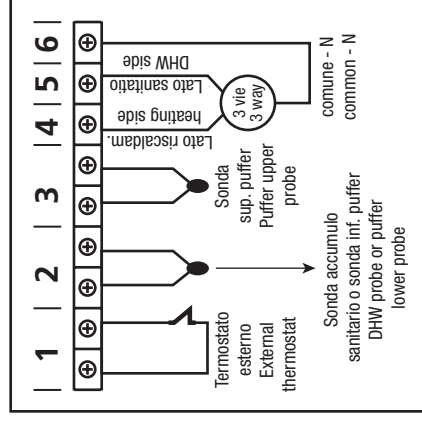 1 2 3 4 5 6
Termostato
esterno
External
thermostat
Sonda accumulo
sanitario o sonda inf. puffer
DHW probe or puffer
lower probe
Sonda
sup. puffer
Puffer upper
probe
Lato riscaldam.
heating side
Lato sanitatio
DHW side
3 vie
3 way
comune - N
common - N